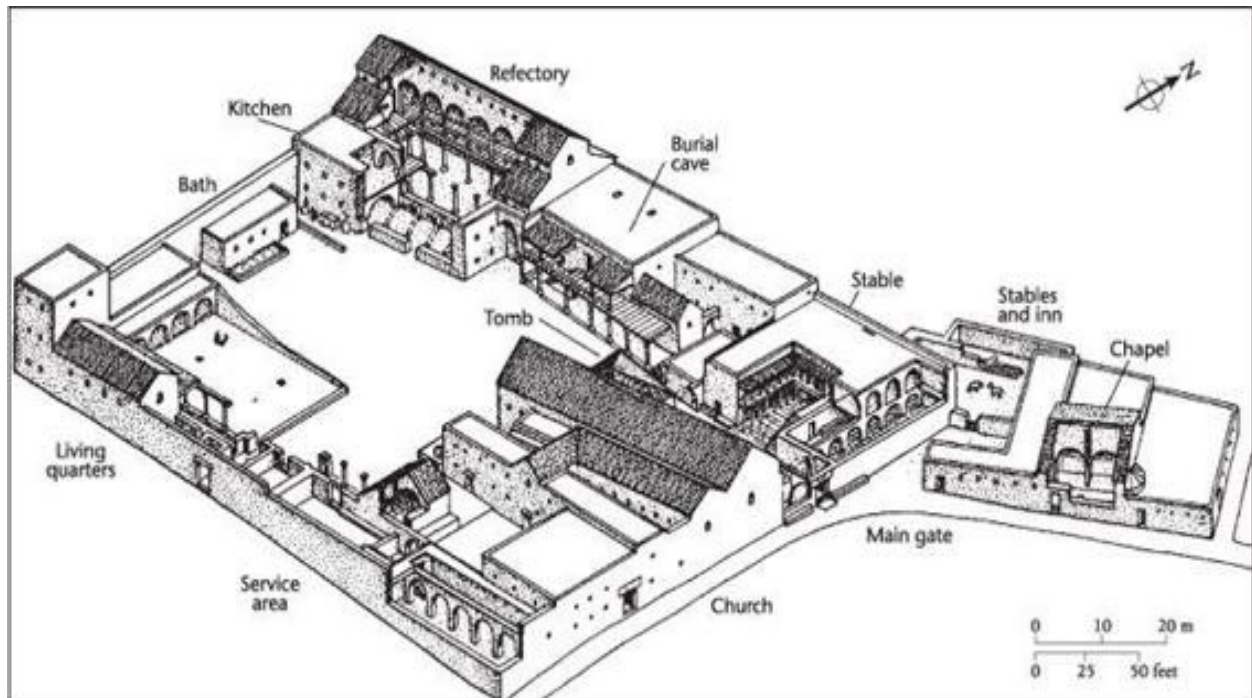 Refectory
N
Kitchen
Burial
cave
Bath
Stable
Stables
and inn
Tomb
Chapel
Living
quarters
Main gate
Service
area
Church
0 10 20 m
0 25 50 feet